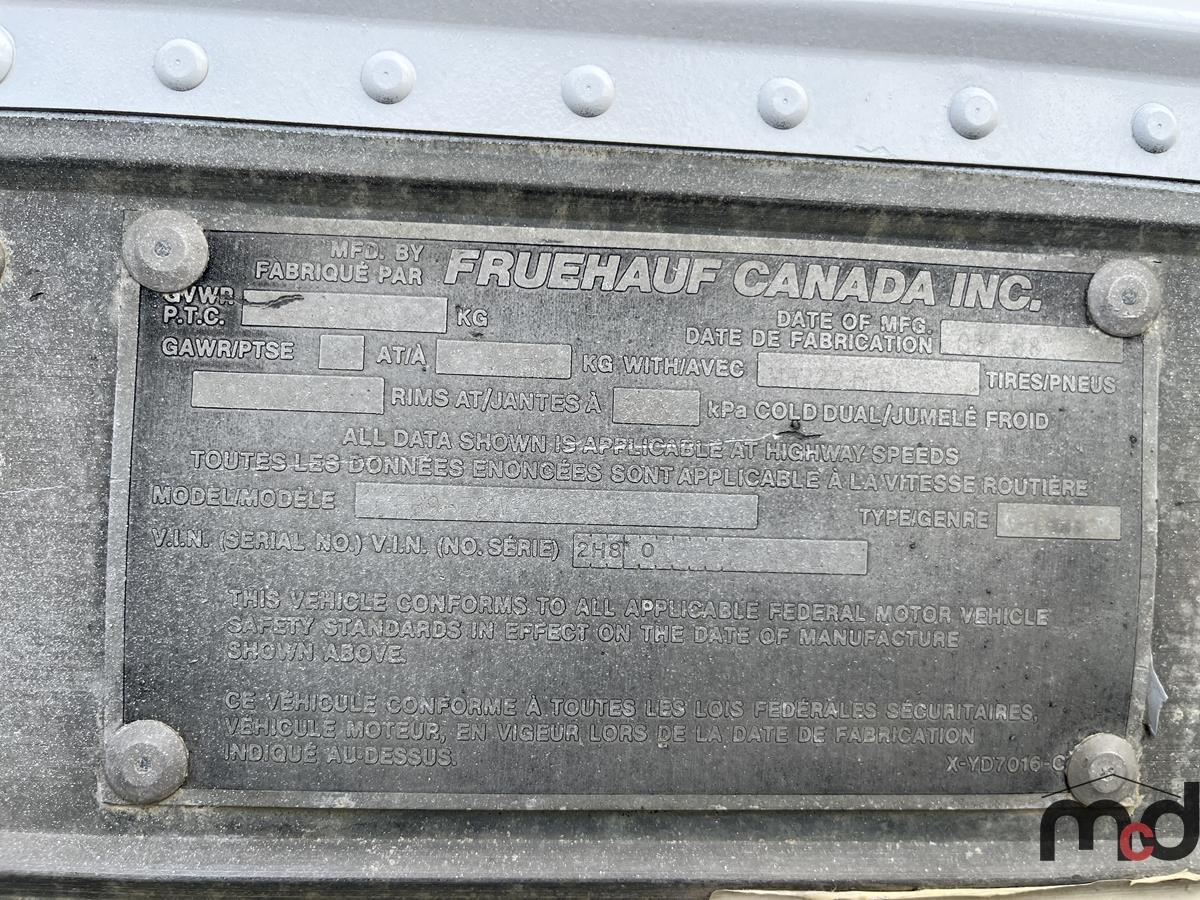 MFD. BY
FABRIQUÉ PAR FRUEHAUF CANADA INC.
GVWR
P.T.C. KG
DATE OF MFG.
DATE DE FABRICATION
GAWR/PTSE AT/À KG WITH/AVEC TIRES/PNEUS
RIMS AT/JANTES À kPa COLD DUAL/JUMELÉ FROID
ALL DATA SHOWN IS APPLICABLE AT HIGHWAY SPEEDS
TOUTES LES DONNÉES ENONCÉES SONT APPLICABLE À LA VITESSE ROUTIÈRE
MODEL/MODÈLE TYPE/GENRE
V.I.N. (SERIAL NO.) V.I.N. (NO. SÉRIE) 2H8 0
THIS VEHICLE CONFORMS TO ALL APPLICABLE FEDERAL MOTOR VEHICLE
SAFETY STANDARDS IN EFFECT ON THE DATE OF MANUFACTURE
SHOWN ABOVE.
CE VÉHICULE CONFORME À TOUTES LES LOIS FEDÉRALES SÉCURITAIRES,
VÉHICULE MOTEUR, EN VIGEUR LORS DE LA DATE DE FABRICATION
INDIQUÉ AU-DESSUS.
X-YD7016-C
mcd